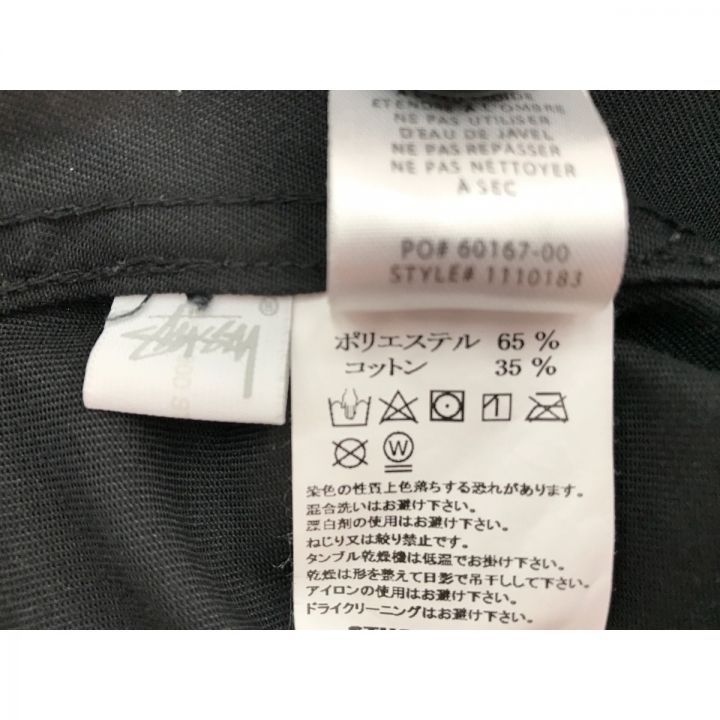 ÉTENDRE À L'OMBRE
NE PAS UTILISER
D'EAU DE JAVEL
NE PAS REPASSER
NE PAS NETTOYER
À SEC
PO# 60167-00
STYLE# 1110183
®
ポリエステル 65 %
コットン 35 %
W
染色の性質上色落ちする恐れがあります。
混合洗いはお避け下さい。
漂白剤の使用はお避け下さい。
ねじり又は絞り禁止です。
タンブル乾燥機は低温でお掛け下さい。
乾燥は形を整えて日影で吊干しして下さい。
アイロンの使用はお避け下さい。
ドライクリーニングはお避け下さい。